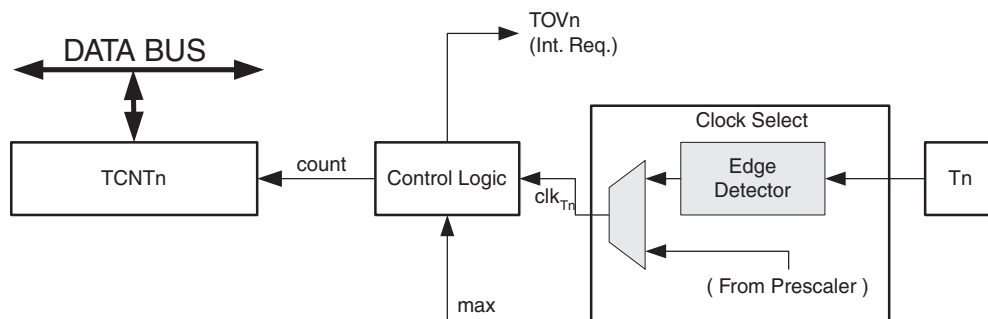 TOVn
(Int. Req.)
DATA BUS
Clock Select
TCNTn
count
Control Logic
clkTn
Edge
Detector
Tn
( From Prescaler )
max